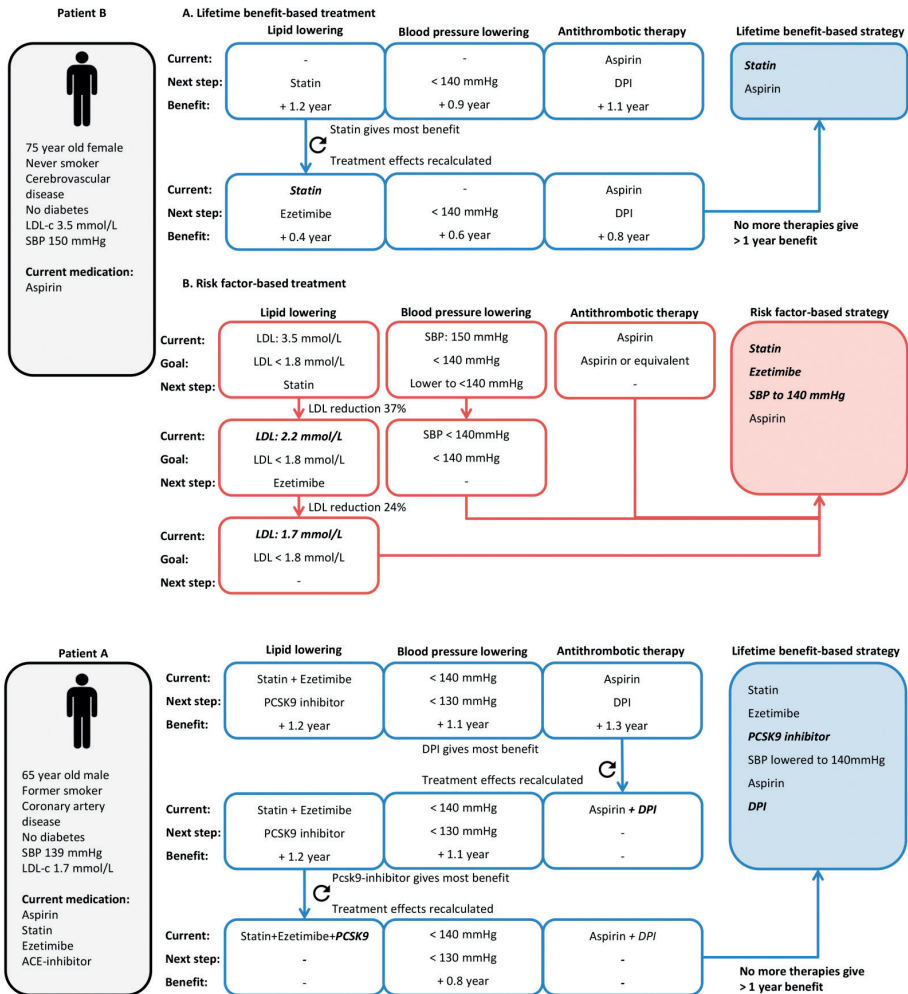 Patient B
75 year old female
Never smoker
Cerebrovascular
disease
No diabetes
LDL-c 3.5 mmol/L
SBP 150 mmHg
Current medication:
Aspirin
A. Lifetime benefit-based treatment
Lipid lowering Blood pressure lowering Antithrombotic therapy
Current: - - Aspirin
Next step: Statin < 140 mmHg DPI
Benefit: + 1.2 year + 0.9 year + 1.1 year
Statin gives most benefit
Treatment effects recalculated
Current: Statin - Aspirin
Next step: Ezetimibe < 140 mmHg DPI
Benefit: + 0.4 year + 0.6 year + 0.8 year
Lifetime benefit-based strategy
Statin
Aspirin
No more therapies give
> 1 year benefit
B. Risk factor-based treatment
Lipid lowering Blood pressure lowering Antithrombotic therapy
Current: LDL: 3.5 mmol/L SBP: 150 mmHg Aspirin
Goal: LDL < 1.8 mmol/L < 140 mmHg Aspirin or equivalent
Next step: Statin Lower to <140 mmHg -
LDL reduction 37%
Current: LDL: 2.2 mmol/L SBP < 140mmHg
Goal: LDL < 1.8 mmol/L < 140 mmHg
Next step: Ezetimibe -
LDL reduction 24%
Current: LDL: 1.7 mmol/L
Goal: LDL < 1.8 mmol/L
Next step: -
Risk factor-based strategy
Statin
Ezetimibe
SBP to 140 mmHg
Aspirin
Patient A
65 year old male
Former smoker
Coronary artery
disease
No diabetes
SBP 139 mmHg
LDL-c 1.7 mmol/L
Current medication:
Aspirin
Statin
Ezetimibe
ACE-inhibitor
Lipid lowering Blood pressure lowering Antithrombotic therapy
Current: Statin + Ezetimibe < 140 mmHg Aspirin
Next step: PCSK9 inhibitor < 130 mmHg DPI
Benefit: + 1.2 year + 1.1 year + 1.3 year
DPI gives most benefit
Treatment effects recalculated
Current: Statin + Ezetimibe < 140 mmHg Aspirin + DPI
Next step: PCSK9 inhibitor < 130 mmHg -
Benefit: + 1.2 year + 1.1 year -
Pcsk9-inhibitor gives most benefit
Treatment effects recalculated
Current: Statin+Ezetimibe+PCSK9 < 140 mmHg Aspirin + DPI
Next step: - < 130 mmHg -
Benefit: - + 0.8 year -
Lifetime benefit-based strategy
Statin
Ezetimibe
PCSK9 inhibitor
SBP lowered to 140mmHg
Aspirin
DPI
No more therapies give
> 1 year benefit